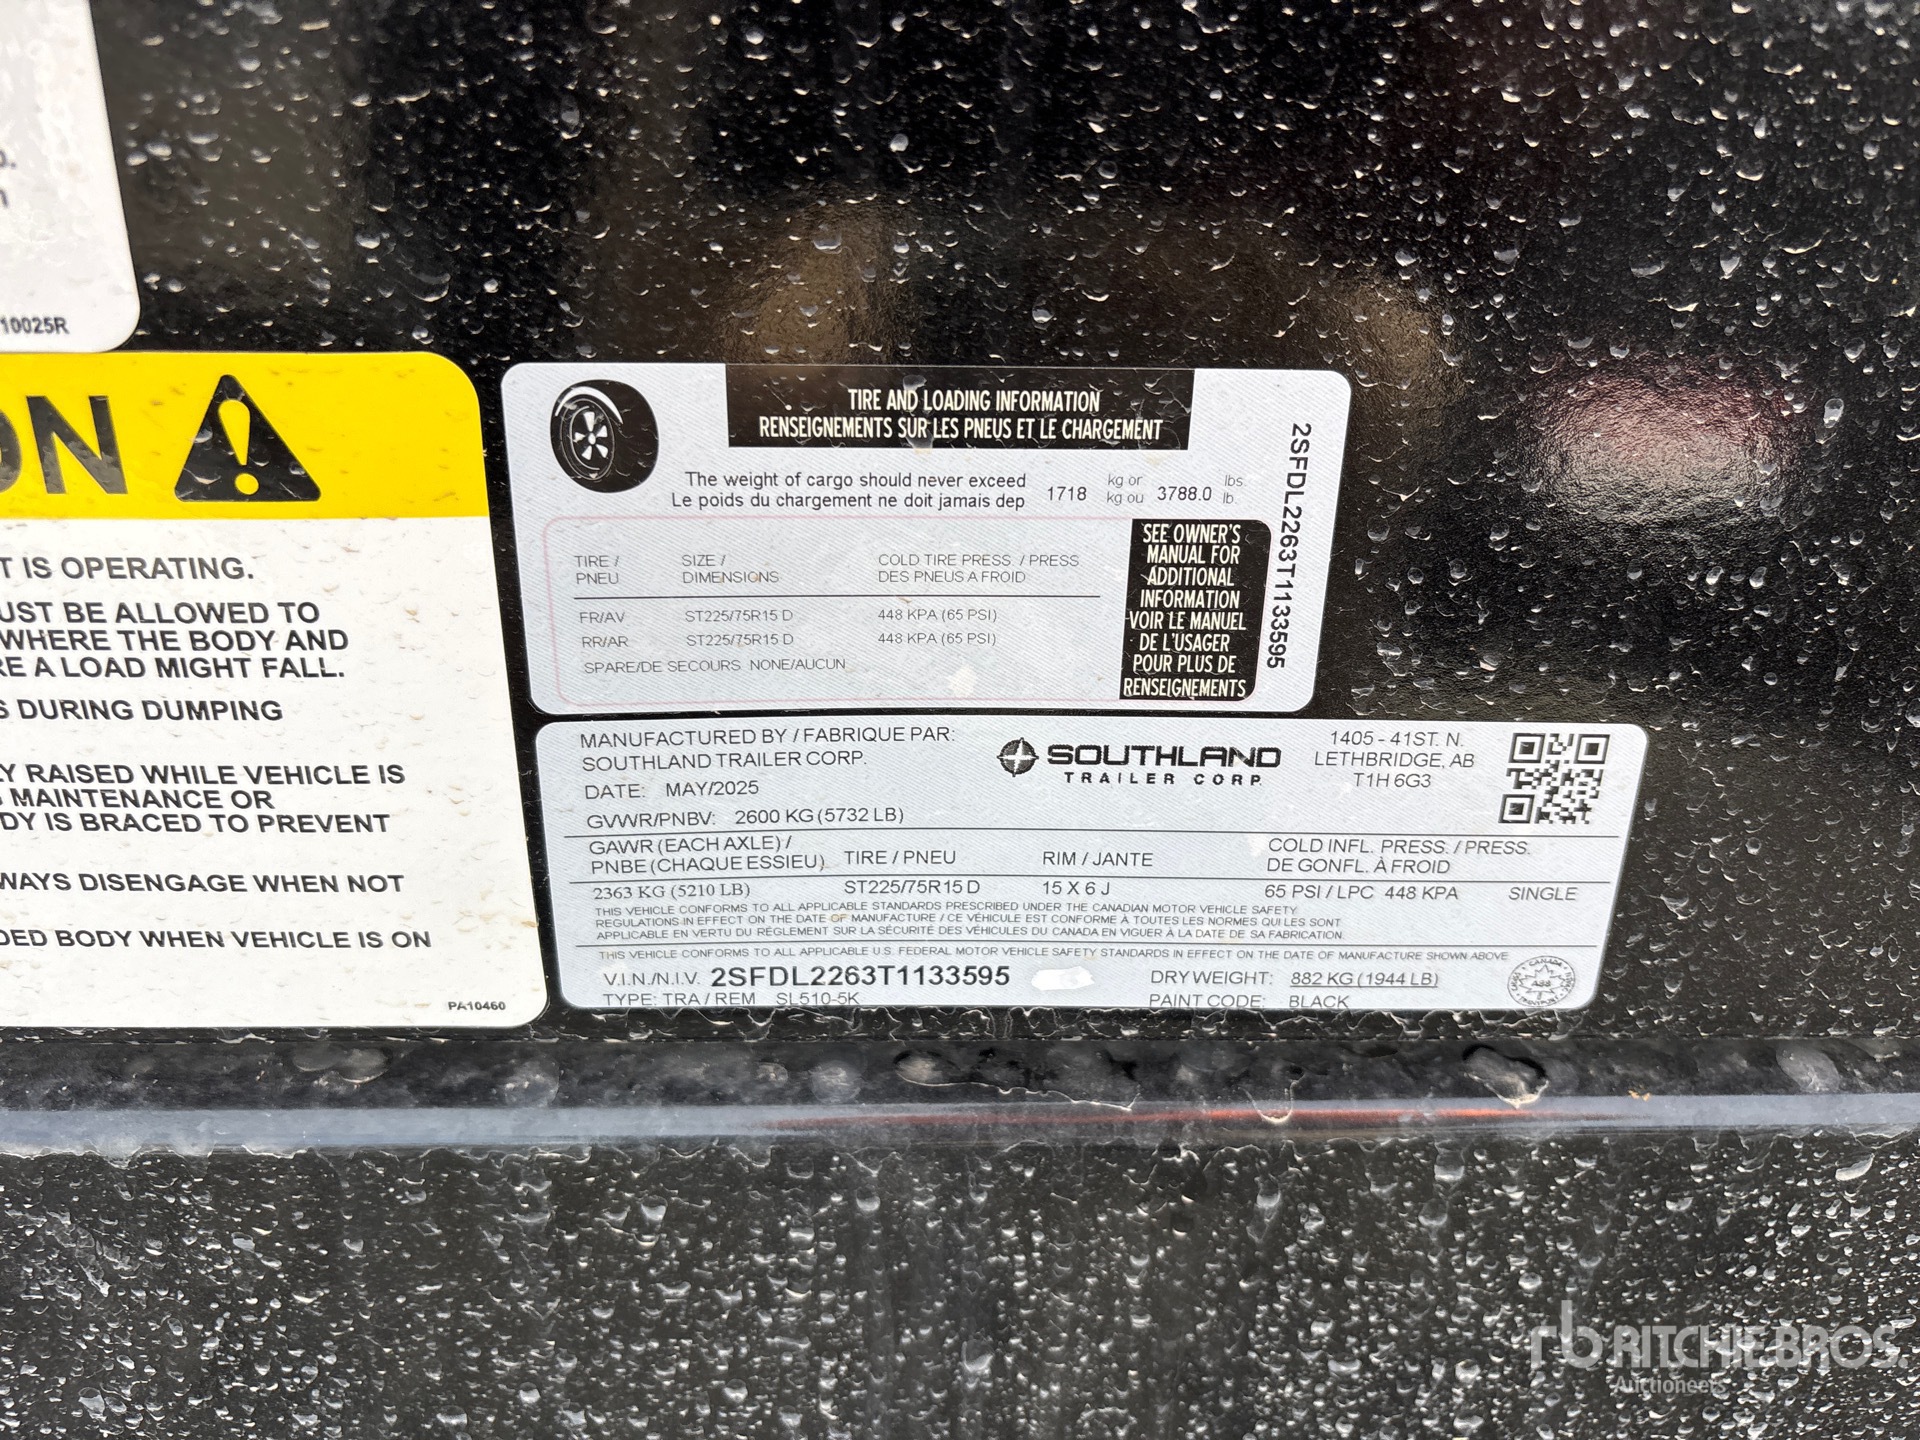 10025R
ON
T IS OPERATING.
UST BE ALLOWED TO
WHERE THE BODY AND
RE A LOAD MIGHT FALL.
S DURING DUMPING
LY RAISED WHILE VEHICLE IS
MAINTENANCE OR
DY IS BRACED TO PREVENT
WAYS DISENGAGE WHEN NOT
DED BODY WHEN VEHICLE IS ON
PA10460
TIRE AND LOADING INFORMATION
RENSEIGNEMENTS SUR LES PNEUS ET LE CHARGEMENT
The weight of cargo should never exceed
Le poids du chargement ne doit jamais dep
1718 kg or kg ou 3788.0 lbs. lb.
TIRE / PNEU SIZE / DIMENSIONS COLD TIRE PRESS. / PRESS DES PNEUS A FROID
FR/AV ST225/75R15 D 448 KPA (65 PSI)
RR/AR ST225/75R15 D 448 KPA (65 PSI)
SPARE/DE SECOURS NONE/AUCUN
SEE OWNER'S
MANUAL FOR
ADDITIONAL
INFORMATION
VOIR LE MANUEL
DE L'USAGER
POUR PLUS DE
RENSEIGNEMENTS
2SFDL2263T1133595
MANUFACTURED BY / FABRIQUE PAR:
SOUTHLAND TRAILER CORP.
DATE: MAY/2025
GVWR/PNBV: 2600 KG (5732 LB)
SOUTHLAND
TRAILER CORP.
1405 - 41ST. N.
LETHBRIDGE, AB
T1H 6G3
GAWR (EACH AXLE) / PNBE (CHAQUE ESSIEU) TIRE / PNEU RIM / JANTE COLD INFL. PRESS. / PRESS. DE GONFL. À FROID
2363 KG (5210 LB) ST225/75R15 D 15 X 6 J 65 PSI / LPC 448 KPA SINGLE
THIS VEHICLE CONFORMS TO ALL APPLICABLE STANDARDS PRESCRIBED UNDER THE CANADIAN MOTOR VEHICLE SAFETY
REGULATIONS IN EFFECT ON THE DATE OF MANUFACTURE / CE VÉHICULE EST CONFORME À TOUTES LES NORMES QUI LES SONT
APPLICABLE EN VERTU DU RÈGLEMENT SUR LA SÉCURITÉ DES VÉHICULES DU CANADA EN VIGUER À LA DATE DE SA FABRICATION.
THIS VEHICLE CONFORMS TO ALL APPLICABLE U.S. FEDERAL MOTOR VEHICLE SAFETY STANDARDS IN EFFECT ON THE DATE OF MANUFACTURE SHOWN ABOVE
V.I.N./N.I.V. 2SFDL2263T1133595 DRY WEIGHT: 882 KG (1944 LB)
TYPE: TRA / REM SL510-5K PAINT CODE: BLACK
rb RITCHIE BROS.
Auctioneers